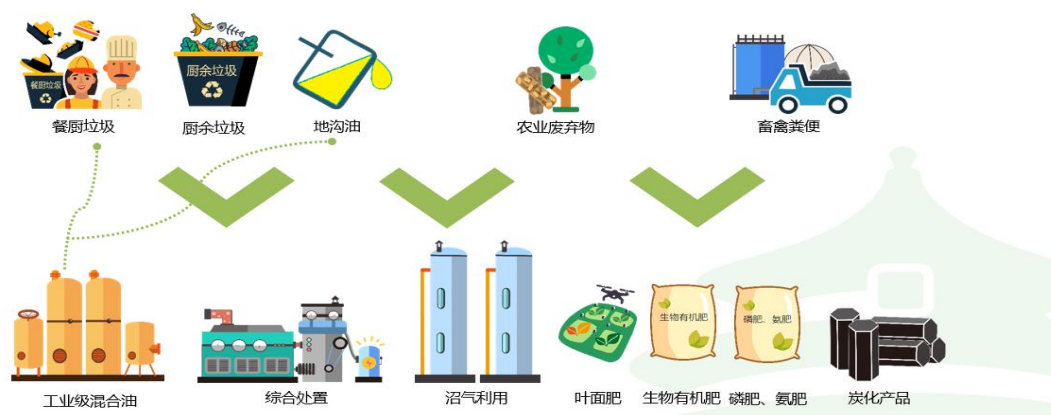 餐厨垃圾
厨余垃圾
餐厨垃圾
厨余垃圾
地沟油
农业废弃物
畜禽粪便
生物有机肥
磷肥、氨肥
工业级混合油
综合处置
沼气利用
叶面肥
生物有机肥
磷肥、氨肥
炭化产品